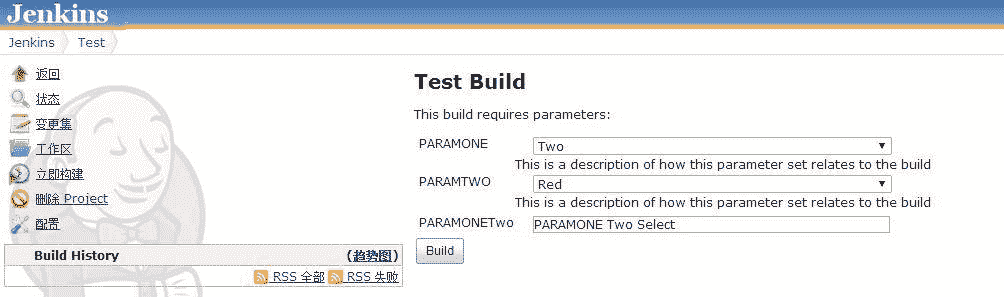 Jenkins
Jenkins Test
返回
状态
变更集
工作区
立即构建
删除 Project
配置
Build History (趋势图)
RSS 全部 RSS 失败
Test Build
This build requires parameters:
PARAMONE Two
This is a description of how this parameter set relates to the build
PARAMTWO Red
This is a description of how this parameter set relates to the build
PARAMONETwo PARAMONE Two Select
Build